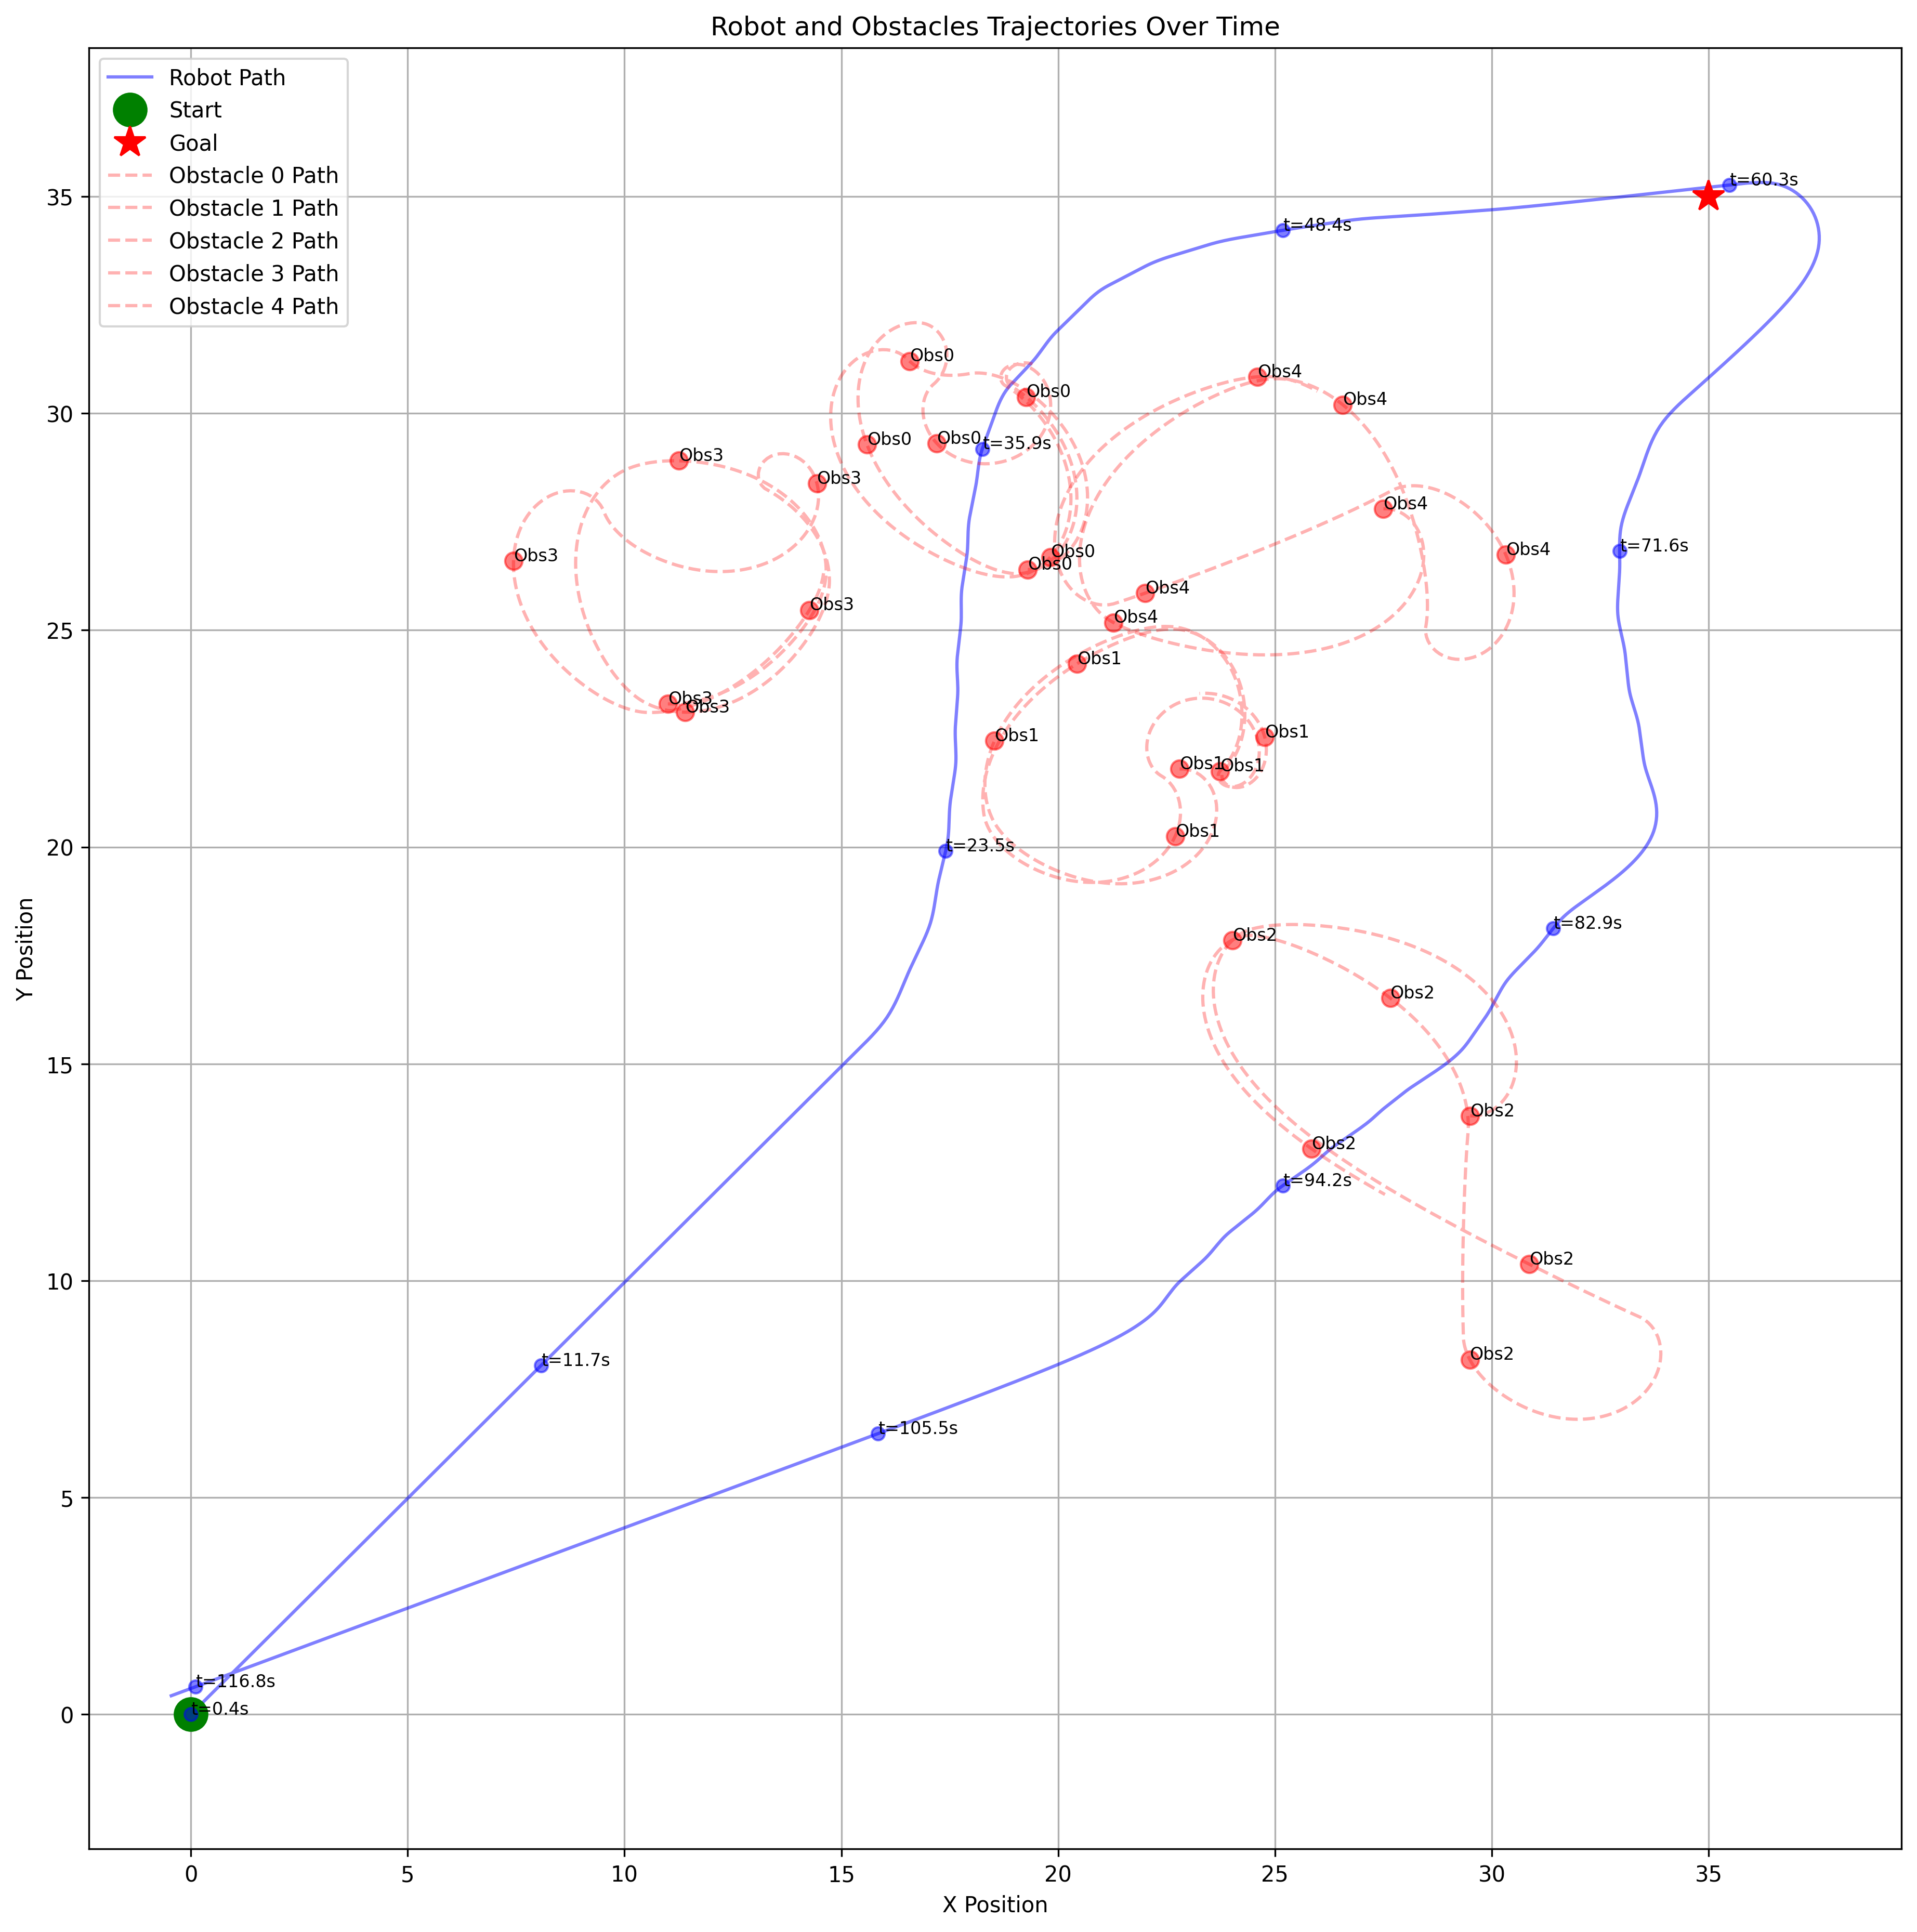 Robot and Obstacles Trajectories Over Time
Robot Path
Start
Goal
Obstacle 0 Path
Obstacle 1 Path
Obstacle 2 Path
Obstacle 3 Path
Obstacle 4 Path
t=60.3s
35
t=48.4s
Obs0
Obs4
Obs0
Obs4
30
Obs0
Obs0
t=35.9s
Obs3
Obs3
Obs4
Obs3
Obs0
Obs4
t=71.6s
Obs0
Obs4
Obs3
Obs4
25
Obs1
Obs3
Obs3
Obs1
Obs1
Obs1
Obs1
Obs1
20
t=23.5s
t=82.9s
Obs2
Obs2
15
Obs2
Obs2
t=94.2s
10
Obs2
t=11.7s
Obs2
t=105.5s
5
t=116.8s
0
t=0.4s
Y Position
0 5 10 15 20 25 30 35
X Position